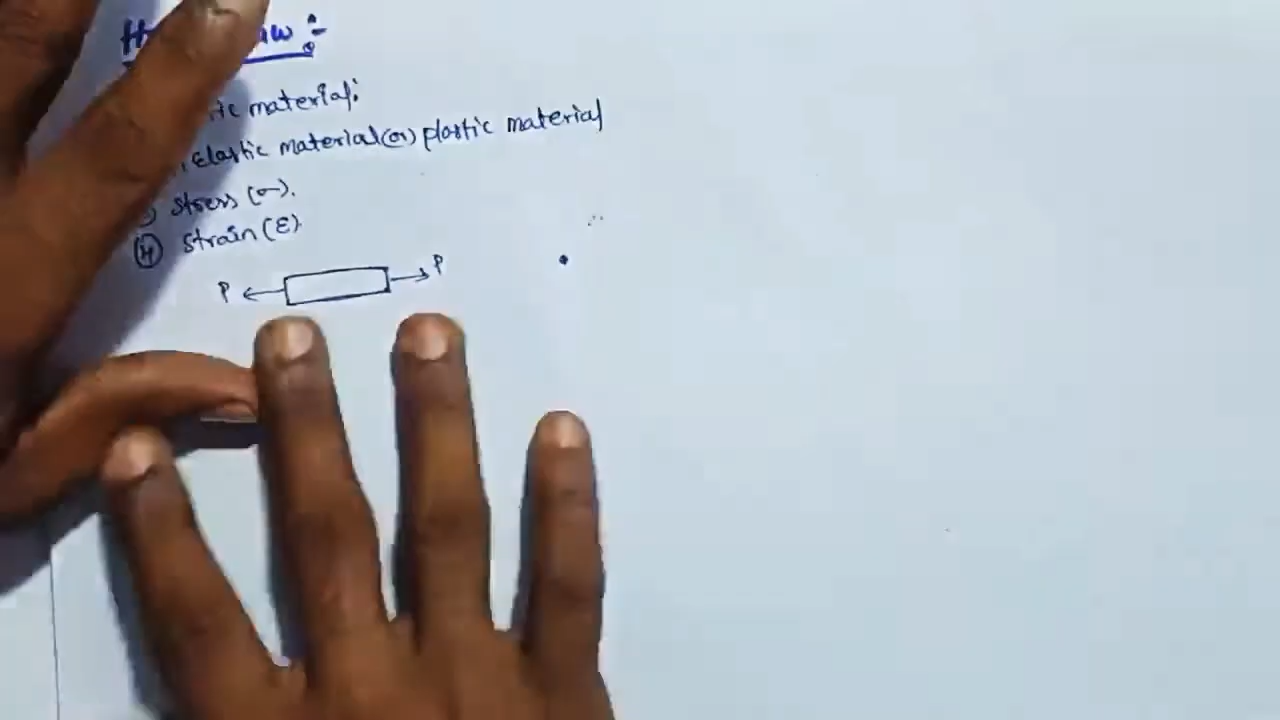 material:
Elastic material(or) plastic material
stress (σ).
④ strain(ε)
P P